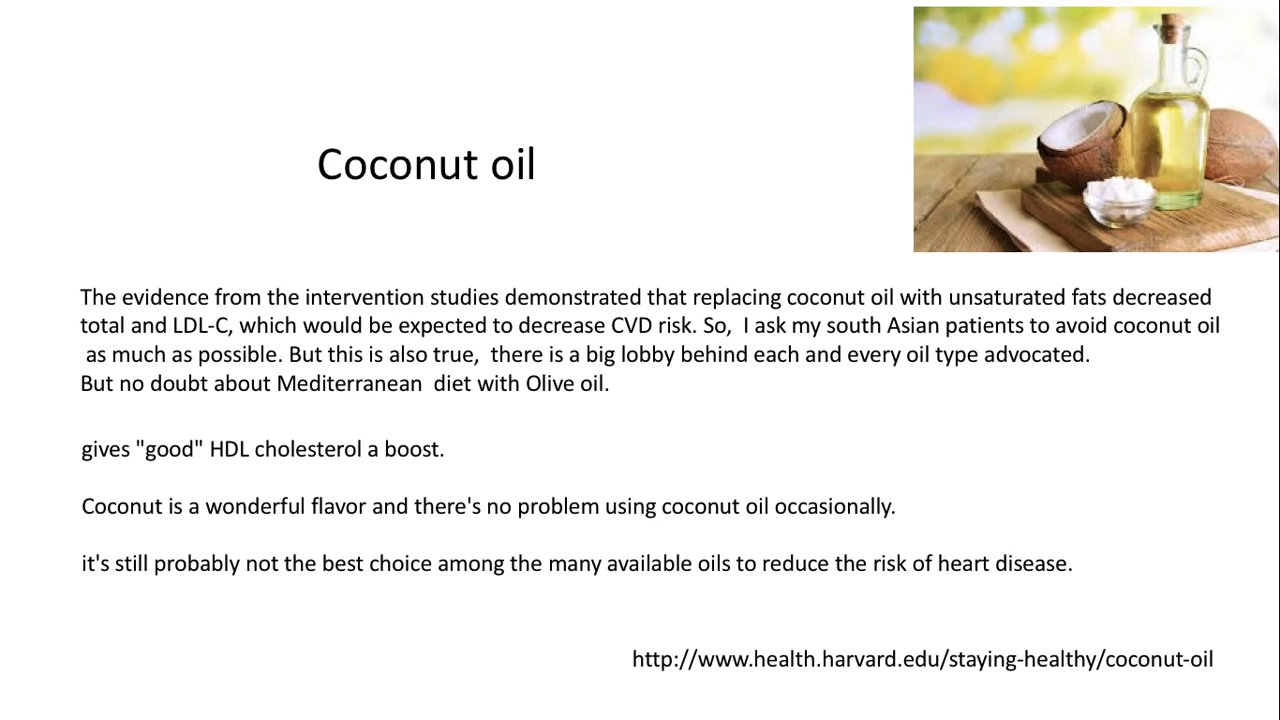 Coconut oil
The evidence from the intervention studies demonstrated that replacing coconut oil with unsaturated fats decreased
total and LDL-C, which would be expected to decrease CVD risk. So,  I ask my south Asian patients to avoid coconut oil
as much as possible. But this is also true,  there is a big lobby behind each and every oil type advocated.
But no doubt about Mediterranean  diet with Olive oil.
gives "good" HDL cholesterol a boost.
Coconut is a wonderful flavor and there's no problem using coconut oil occasionally.
it's still probably not the best choice among the many available oils to reduce the risk of heart disease.
http://www.health.harvard.edu/staying-healthy/coconut-oil